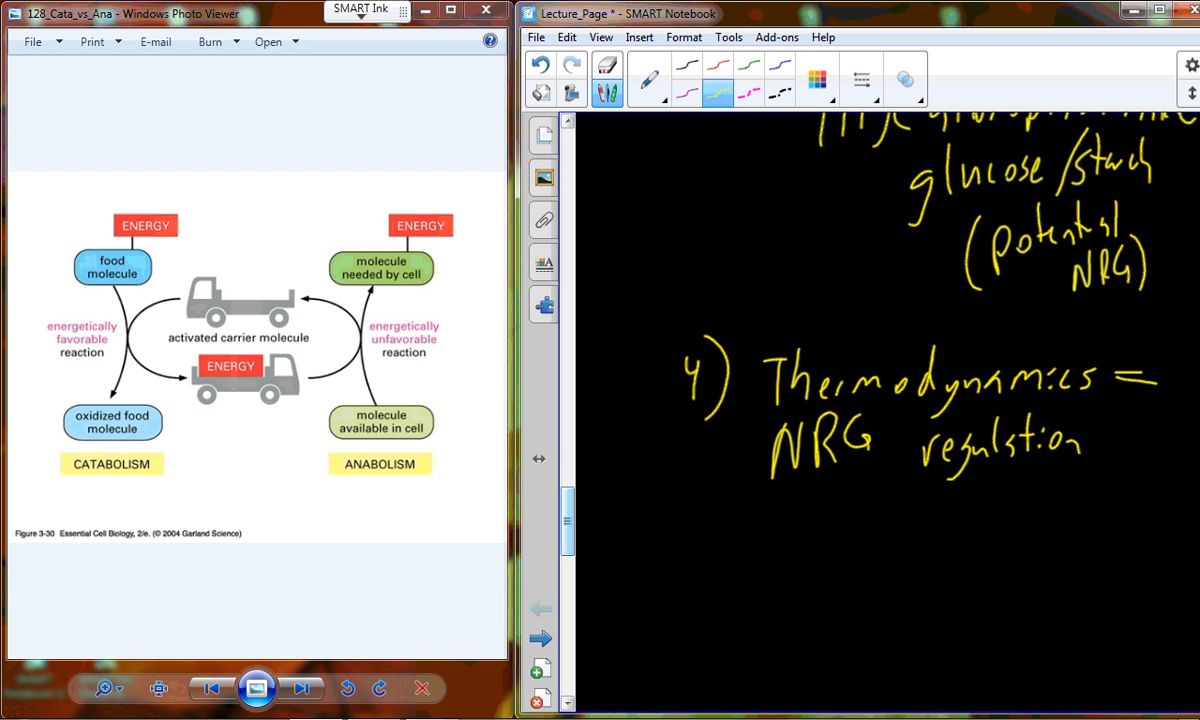 128_Cata_vs_Ana - Windows Photo Viewer
SMART Ink
File Print E-mail Burn Open
ENERGY
food
molecule
energetically
favorable
reaction
oxidized food
molecule
CATABOLISM
activated carrier molecule
ENERGY
ENERGY
molecule
needed by cell
energetically
unfavorable
reaction
molecule
available in cell
ANABOLISM
Figure 3-30 Essential Cell Biology, 2/e. (© 2004 Garland Science)
Lecture_Page * - SMART Notebook
File Edit View Insert Format Tools Add-ons Help
glucose/starch
(potential
NRG)
4) Thermodynamics =
NRG regulation